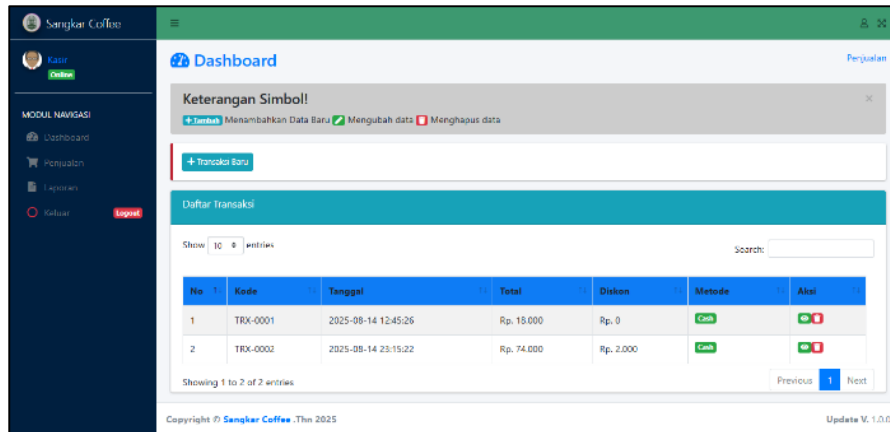 Sangkar Coffee
Kasir
Online
MODUL NAVIGASI
Dashboard
Penjualan
Laporan
Keluar Logout
Dashboard
Penjualan
Keterangan Simbol! ×
+ Tambah Menambahkan Data Baru Mengubah data Menghapus data
+ Transaksi Baru
Daftar Transaksi
Show 10 entries
Search:
No Kode Tanggal Total Diskon Metode Aksi
1 TRX-0001 2025-08-14 12:45:26 Rp. 18.000 Rp. 0 Cash
2 TRX-0002 2025-08-14 23:15:22 Rp. 74.000 Rp. 2.000 Cash
Showing 1 to 2 of 2 entries
Previous 1 Next
Copyright © Sangkar Coffee .Thn 2025
Update V. 1.0.0